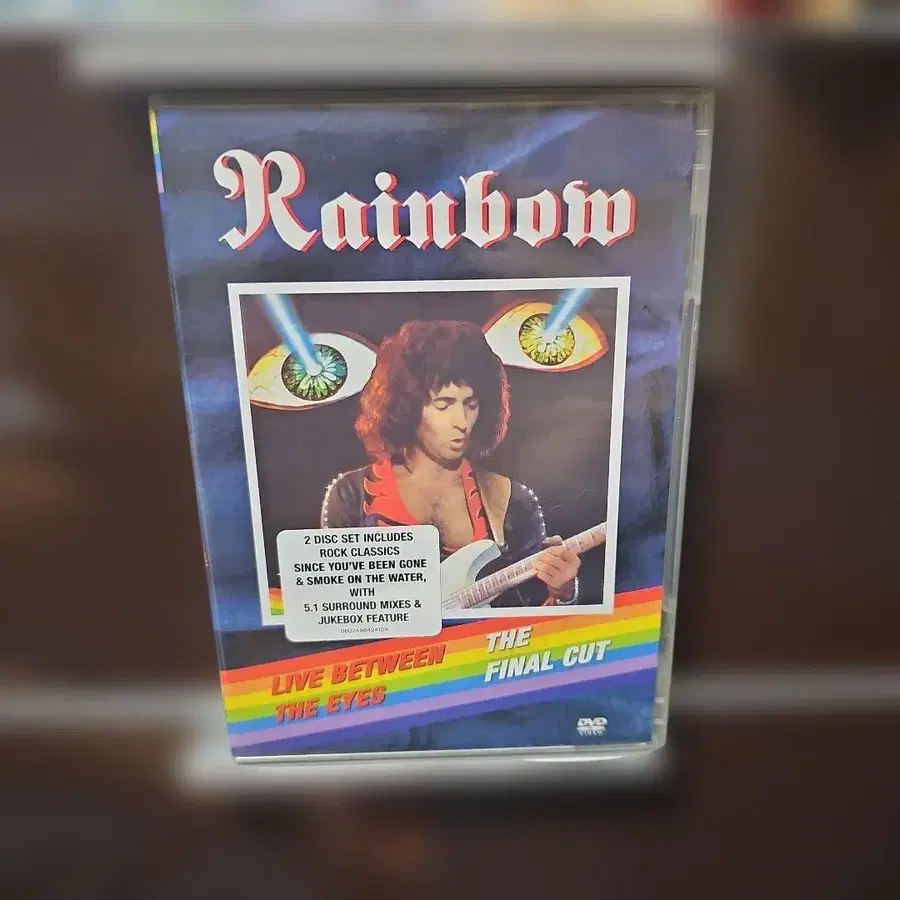 Rainbow
2 DISC SET INCLUDES
ROCK CLASSICS
SINCE YOU'VE BEEN GONE
& SMOKE ON THE WATER,
WITH
5.1 SURROUND MIXES &
JUKEBOX FEATURE
LIVE BETWEEN
THE EYES
THE
FINAL CUT
DVD
VIDEO